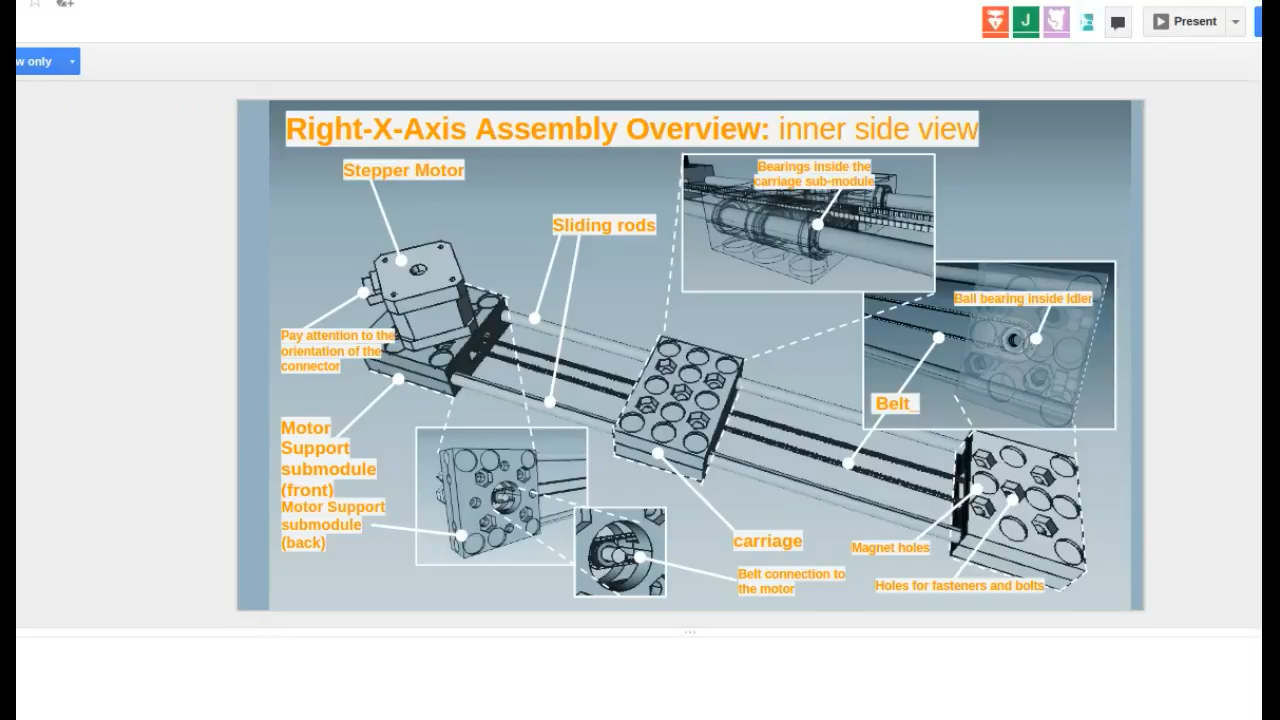 J
Present
w only
Right-X-Axis Assembly Overview: inner side view
Stepper Motor
Bearings inside the
carriage sub-module
Sliding rods
Ball bearing inside Idler
Pay attention to the
orientation of the
connector
Belt_
Motor
Support
submodule
(front)
Motor Support
submodule
(back)
carriage
Magnet holes
Belt connection to
the motor
Holes for fasteners and bolts